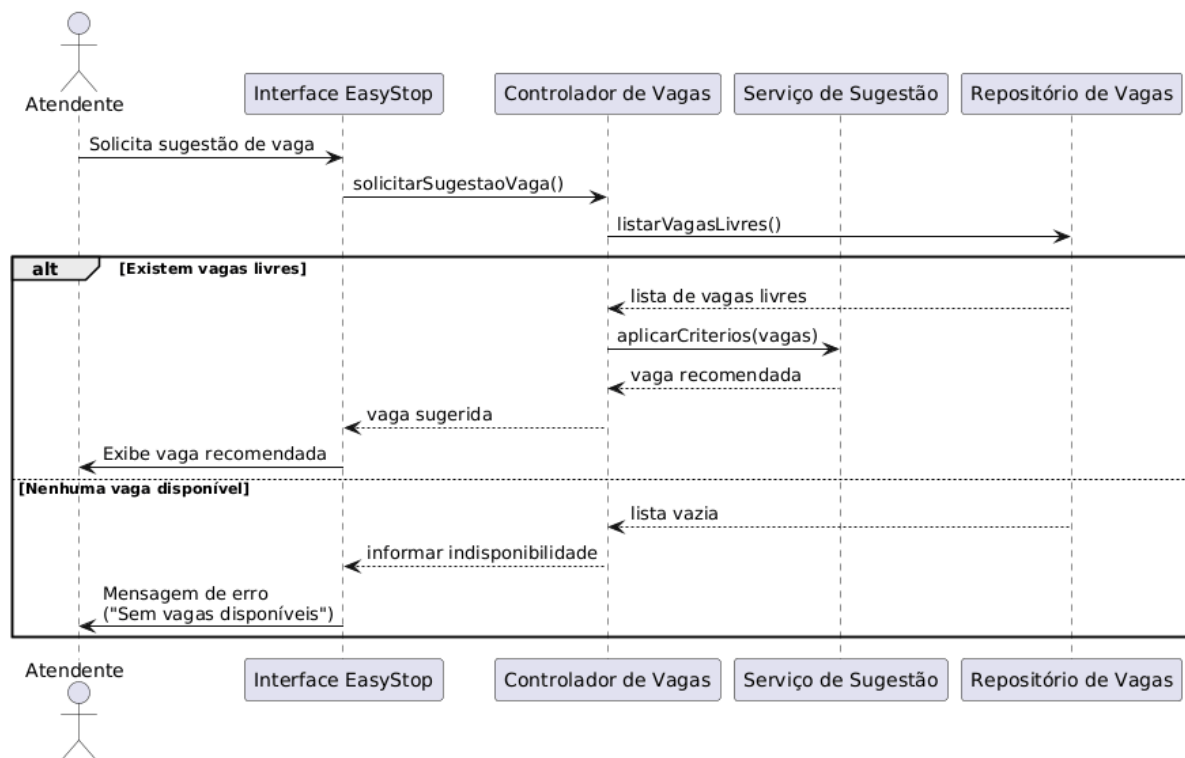 Atendente
Interface EasyStop
Controlador de Vagas
Serviço de Sugestão
Repositório de Vagas
Solicita sugestão de vaga
solicitarSugestaoVaga()
listarVagasLivres()
alt
[Existem vagas livres]
lista de vagas livres
aplicarCriterios(vagas)
vaga recomendada
vaga sugerida
Exibe vaga recomendada
[Nenhuma vaga disponível]
lista vazia
informar indisponibilidade
Mensagem de erro
("Sem vagas disponíveis")
Atendente
Interface EasyStop
Controlador de Vagas
Serviço de Sugestão
Repositório de Vagas